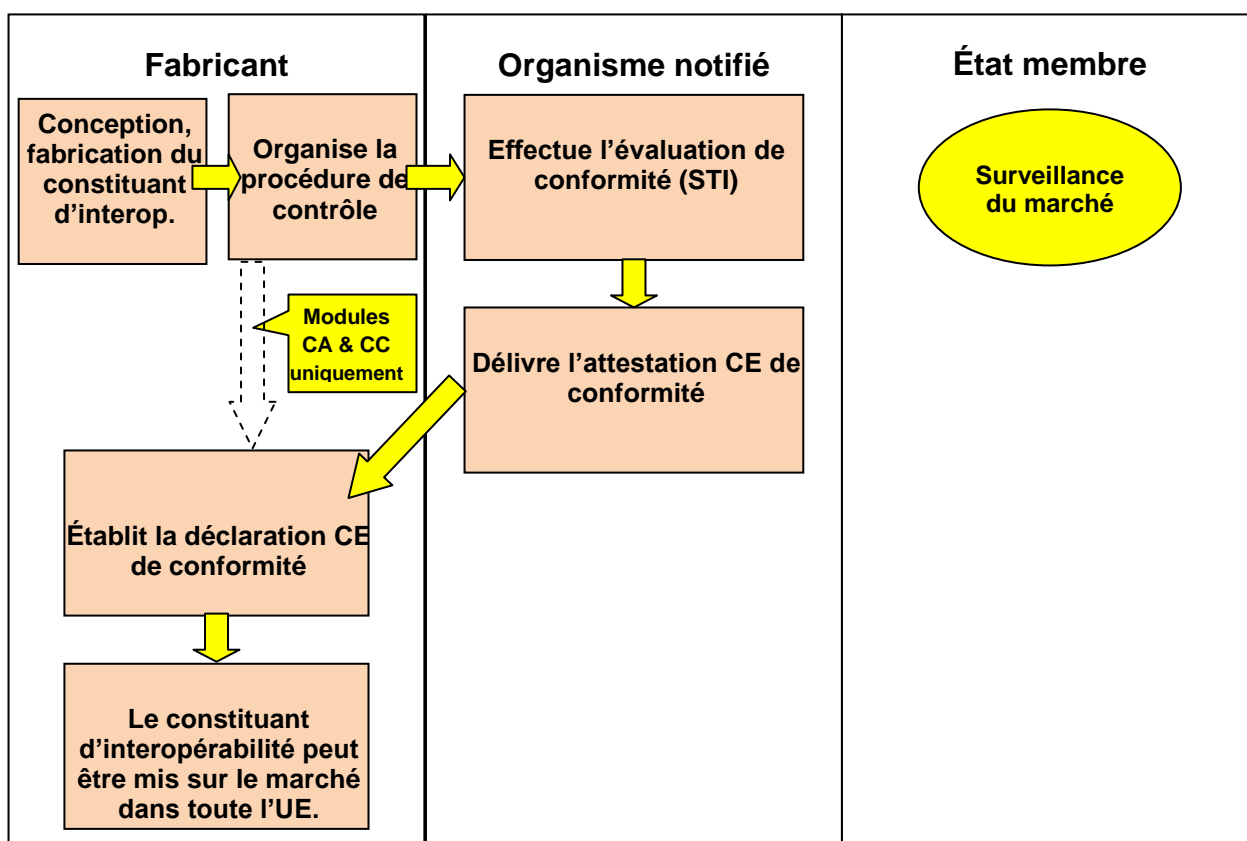 Fabricant
Organisme notifié
État membre
Conception,
fabrication du
constituant
d’interop.
Organise la
procédure de
contrôle
Effectue l’évaluation de
conformité (STI)
Surveillance
du marché
Modules
CA & CC
uniquement
Délivre l’attestation CE de
conformité
Établit la déclaration CE
de conformité
Le constituant
d’interopérabilité peut
être mis sur le marché
dans toute l’UE.